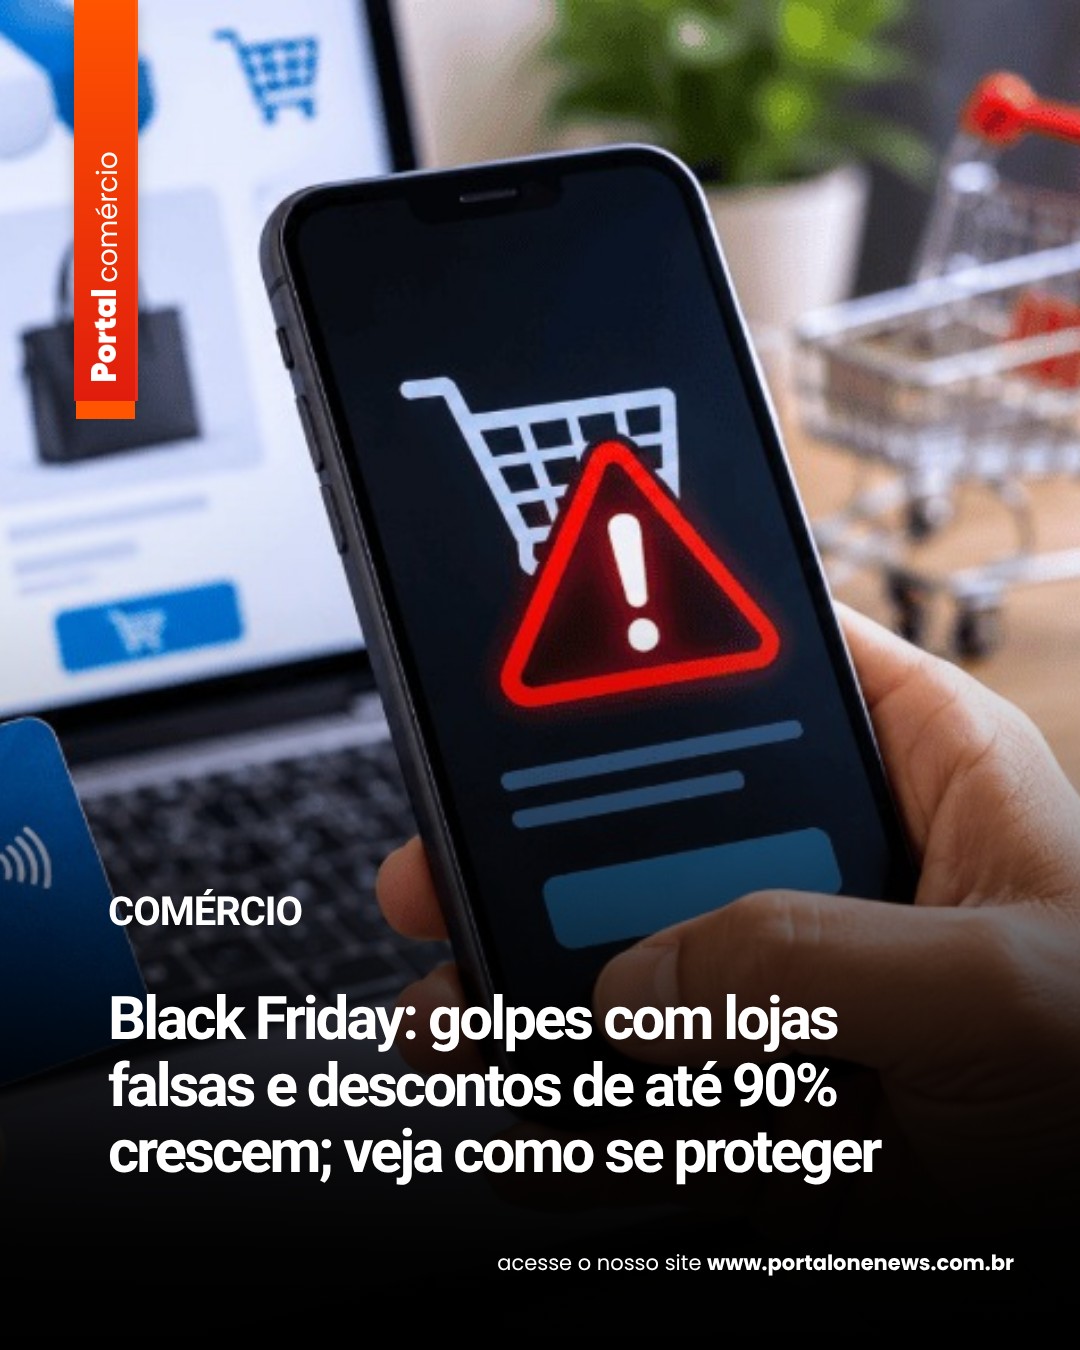 Portal comércio
COMÉRCIO
Black Friday: golpes com lojas
falsas e descontos de até 90%
crescem; veja como se proteger
acesse o nosso site www.portalonenews.com.br